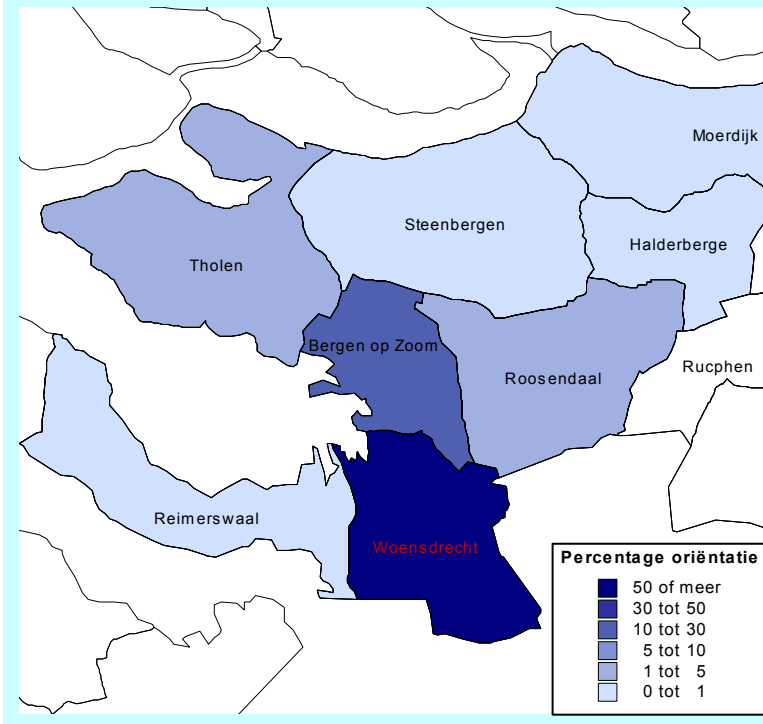 Moerdijk
Steenbergen
Halderberge
Tholen
Bergen op Zoom
Rucphen
Roosendaal
Reimerswaal
Woensdrecht
Percentage oriëntatie
50 of meer
30 tot 50
10 tot 30
5 tot 10
1 tot 5
0 tot 1